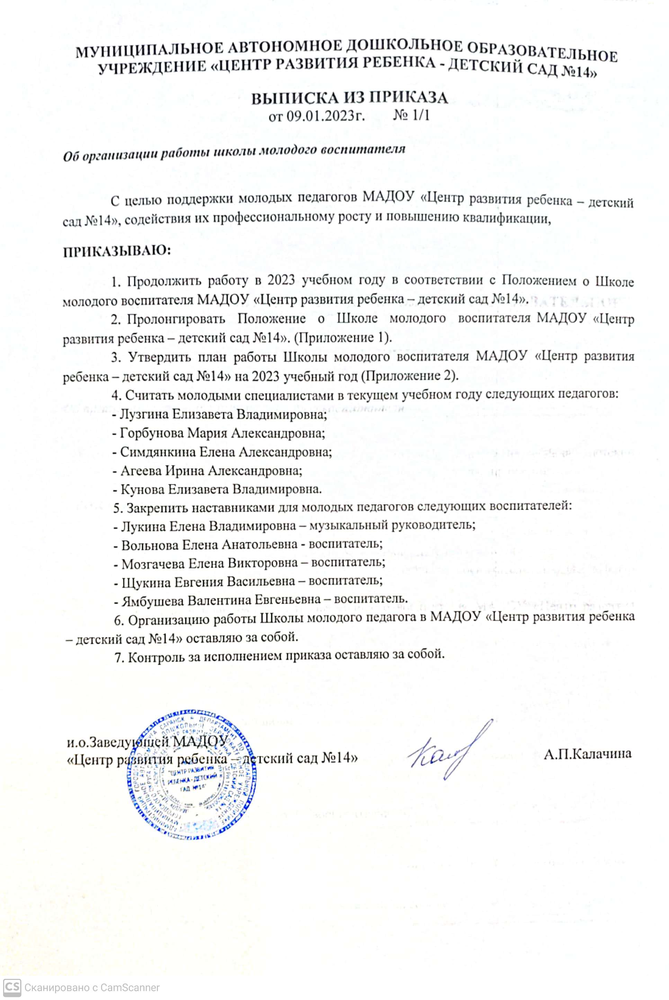 МУНИЦИПАЛЬНОЕ АВТОНОМНОЕ ДОШКОЛЬНОЕ ОБРАЗОВАТЕЛЬНОЕ
УЧРЕЖДЕНИЕ «ЦЕНТР РАЗВИТИЯ РЕБЕНКА - ДЕТСКИЙ САД №14»
ВЫПИСКА ИЗ ПРИКАЗА
от 09.01.2023г. № 1/1
Об организации работы школы молодого воспитателя
С целью поддержки молодых педагогов МАДОУ «Центр развития ребенка – детский
сад №14», содействия их профессиональному росту и повышению квалификации,
ПРИКАЗЫВАЮ:
1. Продолжить работу в 2023 учебном году в соответствии с Положением о Школе
молодого воспитателя МАДОУ «Центр развития ребенка – детский сад №14».
2. Пролонгировать Положение о Школе молодого воспитателя МАДОУ «Центр
развития ребенка – детский сад №14». (Приложение 1).
3. Утвердить план работы Школы молодого воспитателя МАДОУ «Центр развития
ребенка – детский сад №14» на 2023 учебный год (Приложение 2).
4. Считать молодыми специалистами в текущем учебном году следующих педагогов:
- Лузгина Елизавета Владимировна;
- Горбунова Мария Александровна;
- Симдянкина Елена Александровна;
- Агеева Ирина Александровна;
- Кунова Елизавета Владимировна.
5. Закрепить наставниками для молодых педагогов следующих воспитателей:
- Лукина Елена Владимировна – музыкальный руководитель;
- Вольнова Елена Анатольевна - воспитатель;
- Мозгачева Елена Викторовна – воспитатель;
- Щукина Евгения Васильевна – воспитатель;
- Ямбушева Валентина Евгеньевна – воспитатель.
6. Организацию работы Школы молодого педагога в МАДОУ «Центр развития ребенка
– детский сад №14» оставляю за собой.
7. Контроль за исполнением приказа оставляю за собой.
и.о.Заведующей МАДОУ
«Центр развития ребенка – детский сад №14»
А.П.Калачина
"ЦЕНТР РАЗВИТИЯ
РЕБЕНКА - ДЕТСКИЙ
САД №14"
CS Сканировано с CamScanner